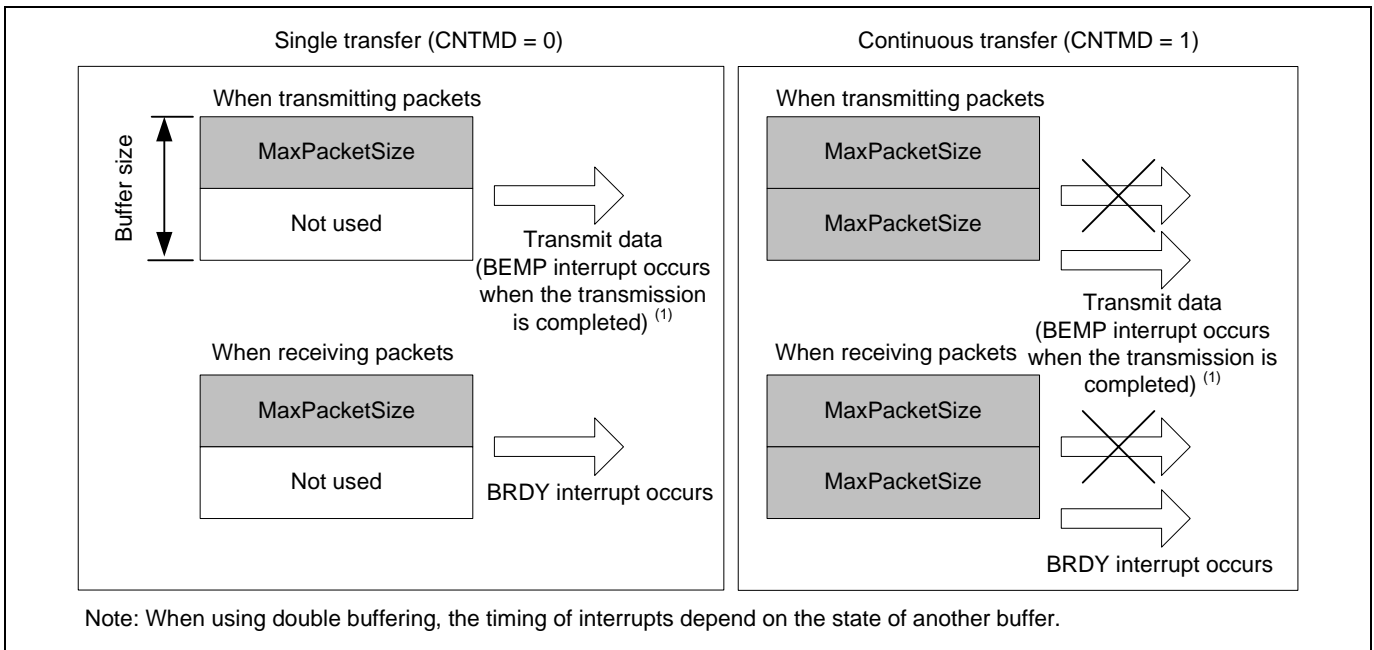 Single transfer (CNTMD = 0)
When transmitting packets
Buffer size
MaxPacketSize
Not used
Transmit data
(BEMP interrupt occurs
when the transmission
is completed) (1)
When receiving packets
MaxPacketSize
Not used
BRDY interrupt occurs
Continuous transfer (CNTMD = 1)
When transmitting packets
MaxPacketSize
MaxPacketSize
Transmit data
(BEMP interrupt occurs
when the transmission is
completed) (1)
When receiving packets
MaxPacketSize
MaxPacketSize
BRDY interrupt occurs
Note: When using double buffering, the timing of interrupts depend on the state of another buffer.